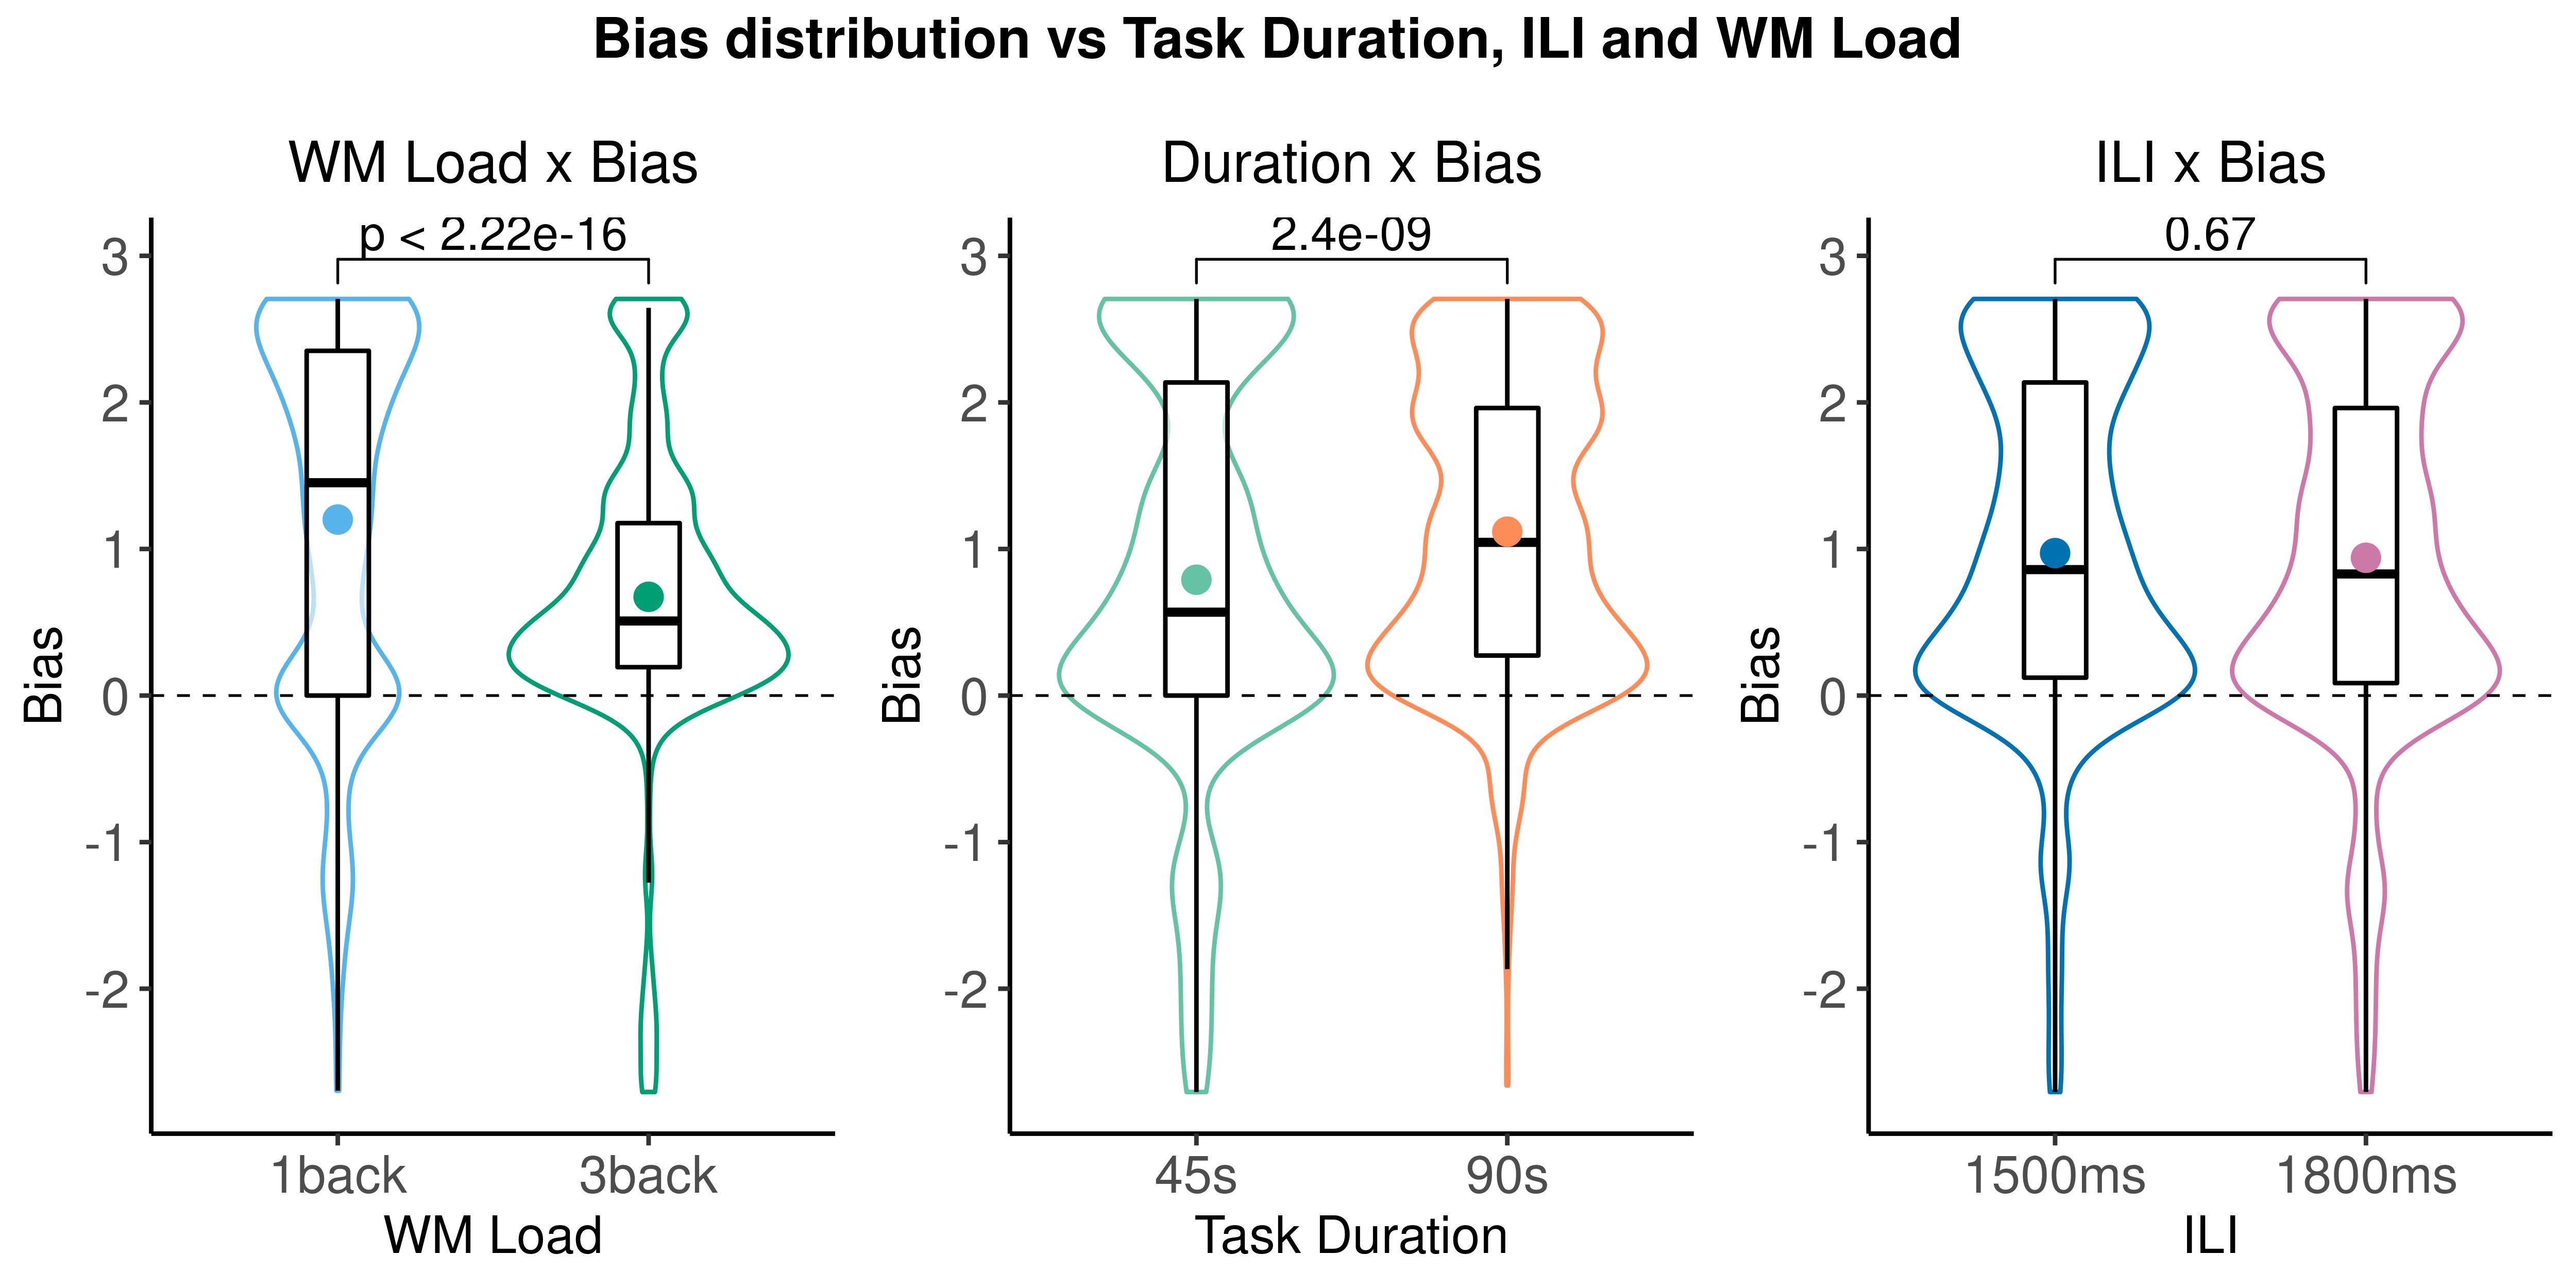 Bias distribution vs Task Duration, ILI and WM Load
WM Load x Bias
p < 2.22e-16
3
2
1
0
-1
-2
Bias
1back 3back
WM Load
Duration x Bias
2.4e-09
3
2
1
0
-1
-2
Bias
45s 90s
Task Duration
ILI x Bias
0.67
3
2
1
0
-1
-2
Bias
1500ms 1800ms
ILI